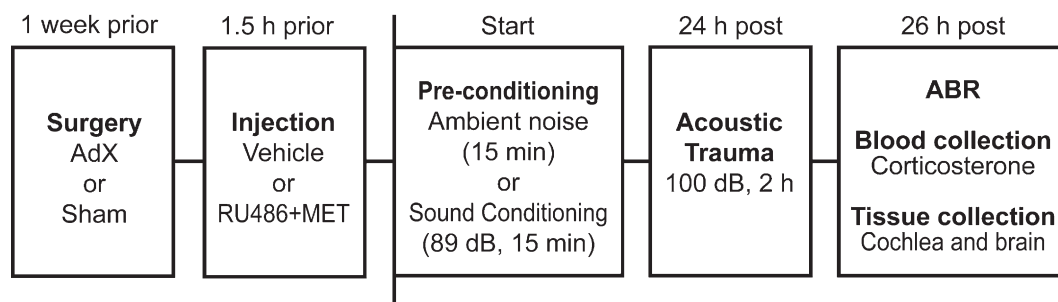 1 week prior
Surgery
AdX
or
Sham
1.5 h prior
Injection
Vehicle
or
RU486+MET
Start
Pre-conditioning
Ambient noise
(15 min)
or
Sound Conditioning
(89 dB, 15 min)
24 h post
Acoustic
Trauma
100 dB, 2 h
26 h post
ABR
Blood collection
Corticosterone
Tissue collection
Cochlea and brain